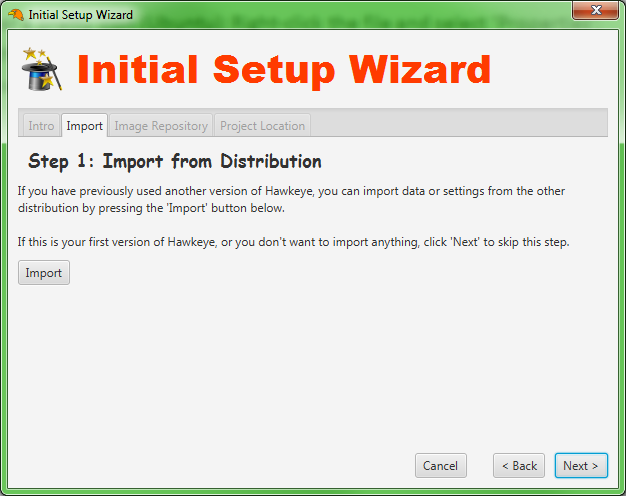 Initial Setup Wizard
Initial Setup Wizard
Intro Import Image Repository Project Location
Step 1: Import from Distribution
If you have previously used another version of Hawkeye, you can import data or settings from the other
distribution by pressing the 'Import' button below.
If this is your first version of Hawkeye, or you don't want to import anything, click 'Next' to skip this step.
Import
Cancel < Back Next >